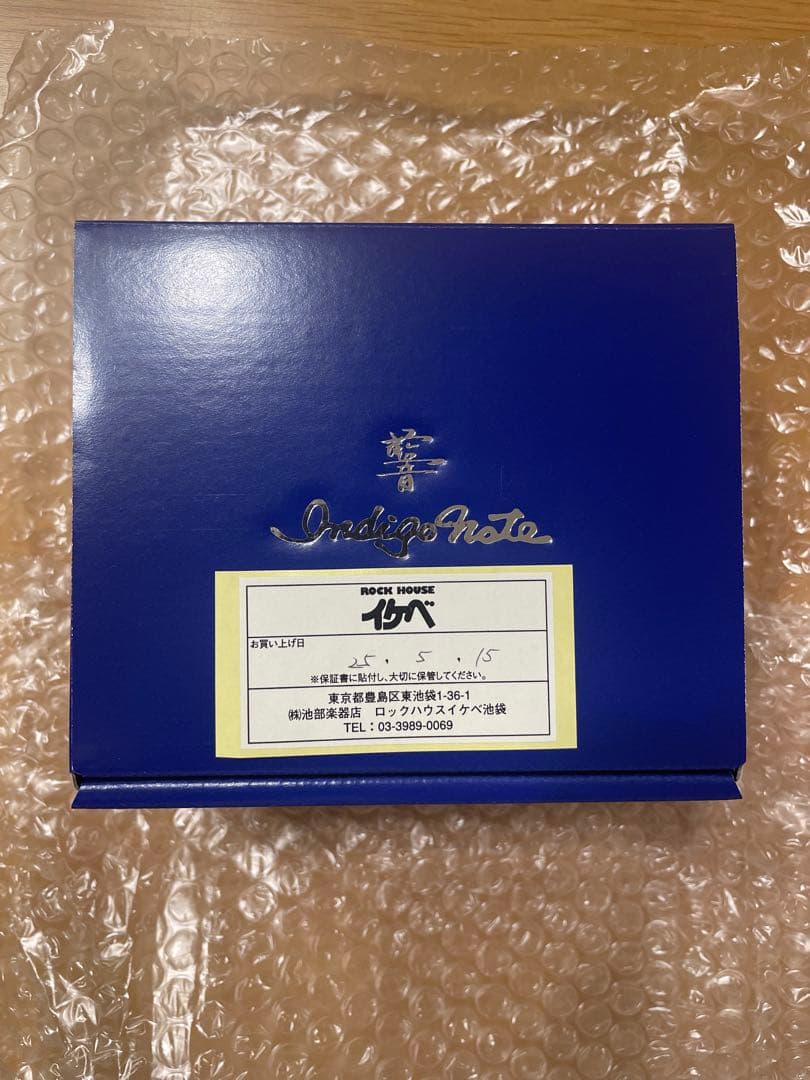 響
Indigo Note
ROCK HOUSE
イケベ
お買い上げ日
25 . 5 . 15
※保証書に貼付し、大切に保管してください。
東京都豊島区東池袋1-36-1
㈱池部楽器店 ロックハウスイケベ池袋
TEL：03-3989-0069